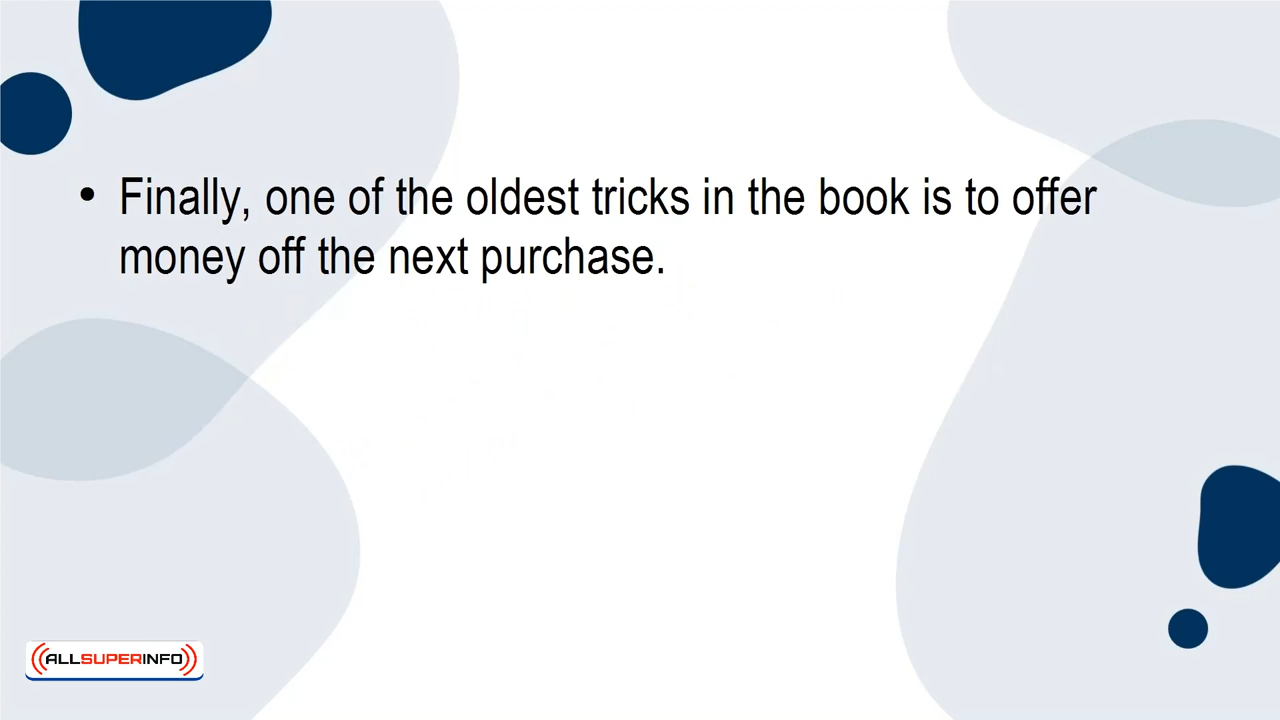 • Finally, one of the oldest tricks in the book is to offer
money off the next purchase.
ALLSUPERINFO